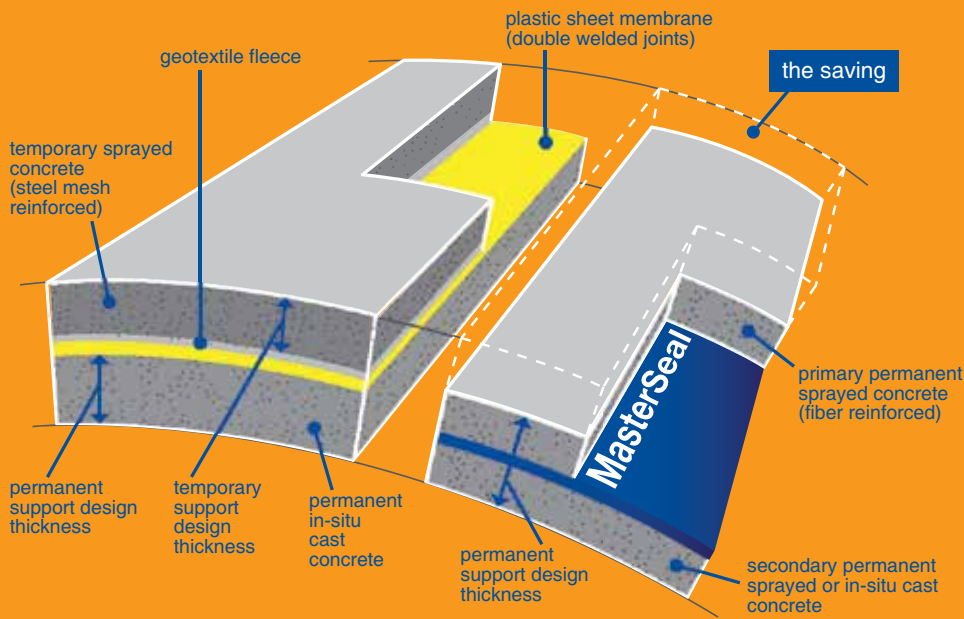 plastic sheet membrane
(double welded joints)
geotextile fleece
the saving
temporary sprayed
concrete
(steel mesh
reinforced)
MasterSeal
primary permanent
sprayed concrete
(fiber reinforced)
permanent
support design
thickness
temporary
support
design
thickness
permanent
in-situ
cast
concrete
permanent
support design
thickness
secondary permanent
sprayed or in-situ cast
concrete